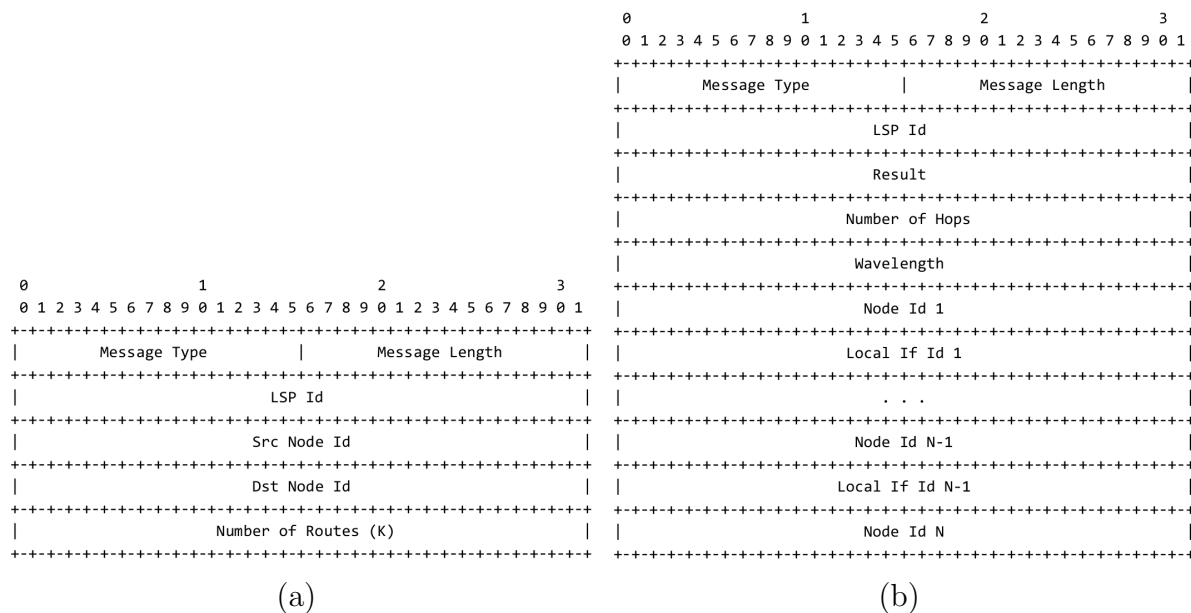 0                   1                   2                   3
0 1 2 3 4 5 6 7 8 9 0 1 2 3 4 5 6 7 8 9 0 1 2 3 4 5 6 7 8 9 0 1
+-+-+-+-+-+-+-+-+-+-+-+-+-+-+-+-+-+-+-+-+-+-+-+-+-+-+-+-+-+-+-+-+
| Message Type | Message Length |
+-+-+-+-+-+-+-+-+-+-+-+-+-+-+-+-+-+-+-+-+-+-+-+-+-+-+-+-+-+-+-+-+
| LSP Id |
+-+-+-+-+-+-+-+-+-+-+-+-+-+-+-+-+-+-+-+-+-+-+-+-+-+-+-+-+-+-+-+-+
| Src Node Id |
+-+-+-+-+-+-+-+-+-+-+-+-+-+-+-+-+-+-+-+-+-+-+-+-+-+-+-+-+-+-+-+-+
| Dst Node Id |
+-+-+-+-+-+-+-+-+-+-+-+-+-+-+-+-+-+-+-+-+-+-+-+-+-+-+-+-+-+-+-+-+
| Number of Routes (K) |
+-+-+-+-+-+-+-+-+-+-+-+-+-+-+-+-+-+-+-+-+-+-+-+-+-+-+-+-+-+-+-+-+
(a)
0                   1                   2                   3
0 1 2 3 4 5 6 7 8 9 0 1 2 3 4 5 6 7 8 9 0 1 2 3 4 5 6 7 8 9 0 1
+-+-+-+-+-+-+-+-+-+-+-+-+-+-+-+-+-+-+-+-+-+-+-+-+-+-+-+-+-+-+-+-+
| Message Type | Message Length |
+-+-+-+-+-+-+-+-+-+-+-+-+-+-+-+-+-+-+-+-+-+-+-+-+-+-+-+-+-+-+-+-+
| LSP Id |
+-+-+-+-+-+-+-+-+-+-+-+-+-+-+-+-+-+-+-+-+-+-+-+-+-+-+-+-+-+-+-+-+
| Result |
+-+-+-+-+-+-+-+-+-+-+-+-+-+-+-+-+-+-+-+-+-+-+-+-+-+-+-+-+-+-+-+-+
| Number of Hops |
+-+-+-+-+-+-+-+-+-+-+-+-+-+-+-+-+-+-+-+-+-+-+-+-+-+-+-+-+-+-+-+-+
| Wavelength |
+-+-+-+-+-+-+-+-+-+-+-+-+-+-+-+-+-+-+-+-+-+-+-+-+-+-+-+-+-+-+-+-+
| Node Id 1 |
+-+-+-+-+-+-+-+-+-+-+-+-+-+-+-+-+-+-+-+-+-+-+-+-+-+-+-+-+-+-+-+-+
| Local If Id 1 |
+-+-+-+-+-+-+-+-+-+-+-+-+-+-+-+-+-+-+-+-+-+-+-+-+-+-+-+-+-+-+-+-+
| . . . |
+-+-+-+-+-+-+-+-+-+-+-+-+-+-+-+-+-+-+-+-+-+-+-+-+-+-+-+-+-+-+-+-+
| Node Id N-1 |
+-+-+-+-+-+-+-+-+-+-+-+-+-+-+-+-+-+-+-+-+-+-+-+-+-+-+-+-+-+-+-+-+
| Local If Id N-1 |
+-+-+-+-+-+-+-+-+-+-+-+-+-+-+-+-+-+-+-+-+-+-+-+-+-+-+-+-+-+-+-+-+
| Node Id N |
+-+-+-+-+-+-+-+-+-+-+-+-+-+-+-+-+-+-+-+-+-+-+-+-+-+-+-+-+-+-+-+-+
(b)